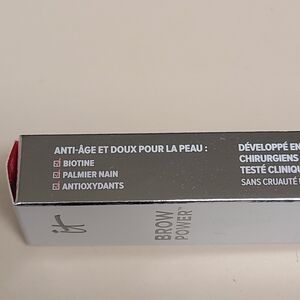 ANTI-ÂGE ET DOUX POUR LA PEAU :
BIOTINE
PALMIER NAIN
ANTIOXYDANTS
DÉVELOPPÉ EN
CHIRURGIENS
TESTÉ CLINIQU
SANS CRUAUTÉ
it
BROW
POWER™